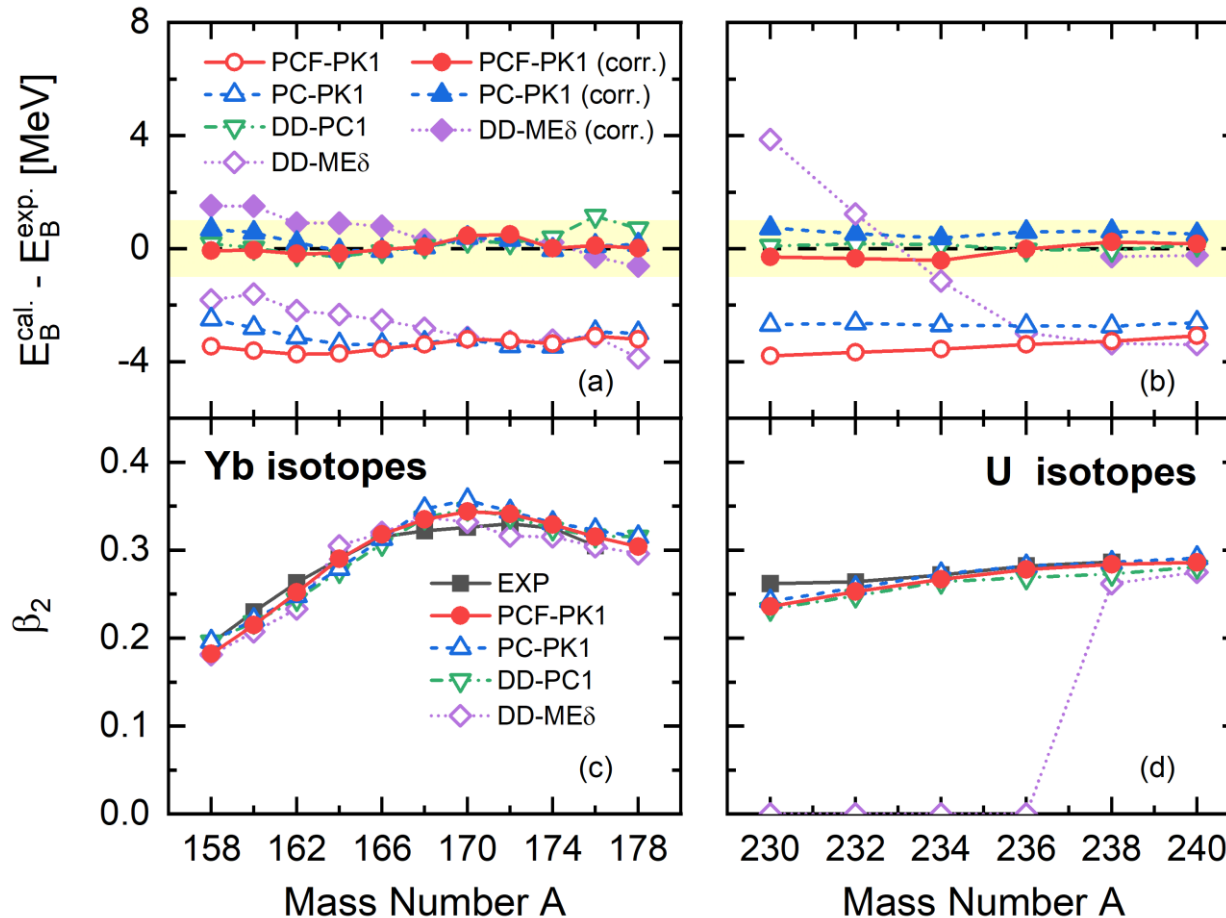 E_B^cal. - E_B^exp. [MeV]
8
4
0
−4
PCF-PK1
PC-PK1
DD-PC1
DD-MEδ
PCF-PK1 (corr.)
PC-PK1 (corr.)
DD-MEδ (corr.)
(a)
(b)
β₂
0.4
0.3
0.2
0.1
0.0
Yb isotopes
EXP
PCF-PK1
PC-PK1
DD-PC1
DD-MEδ
(c)
U isotopes
(d)
158 162 166 170 174 178
230 232 234 236 238 240
Mass Number A
Mass Number A